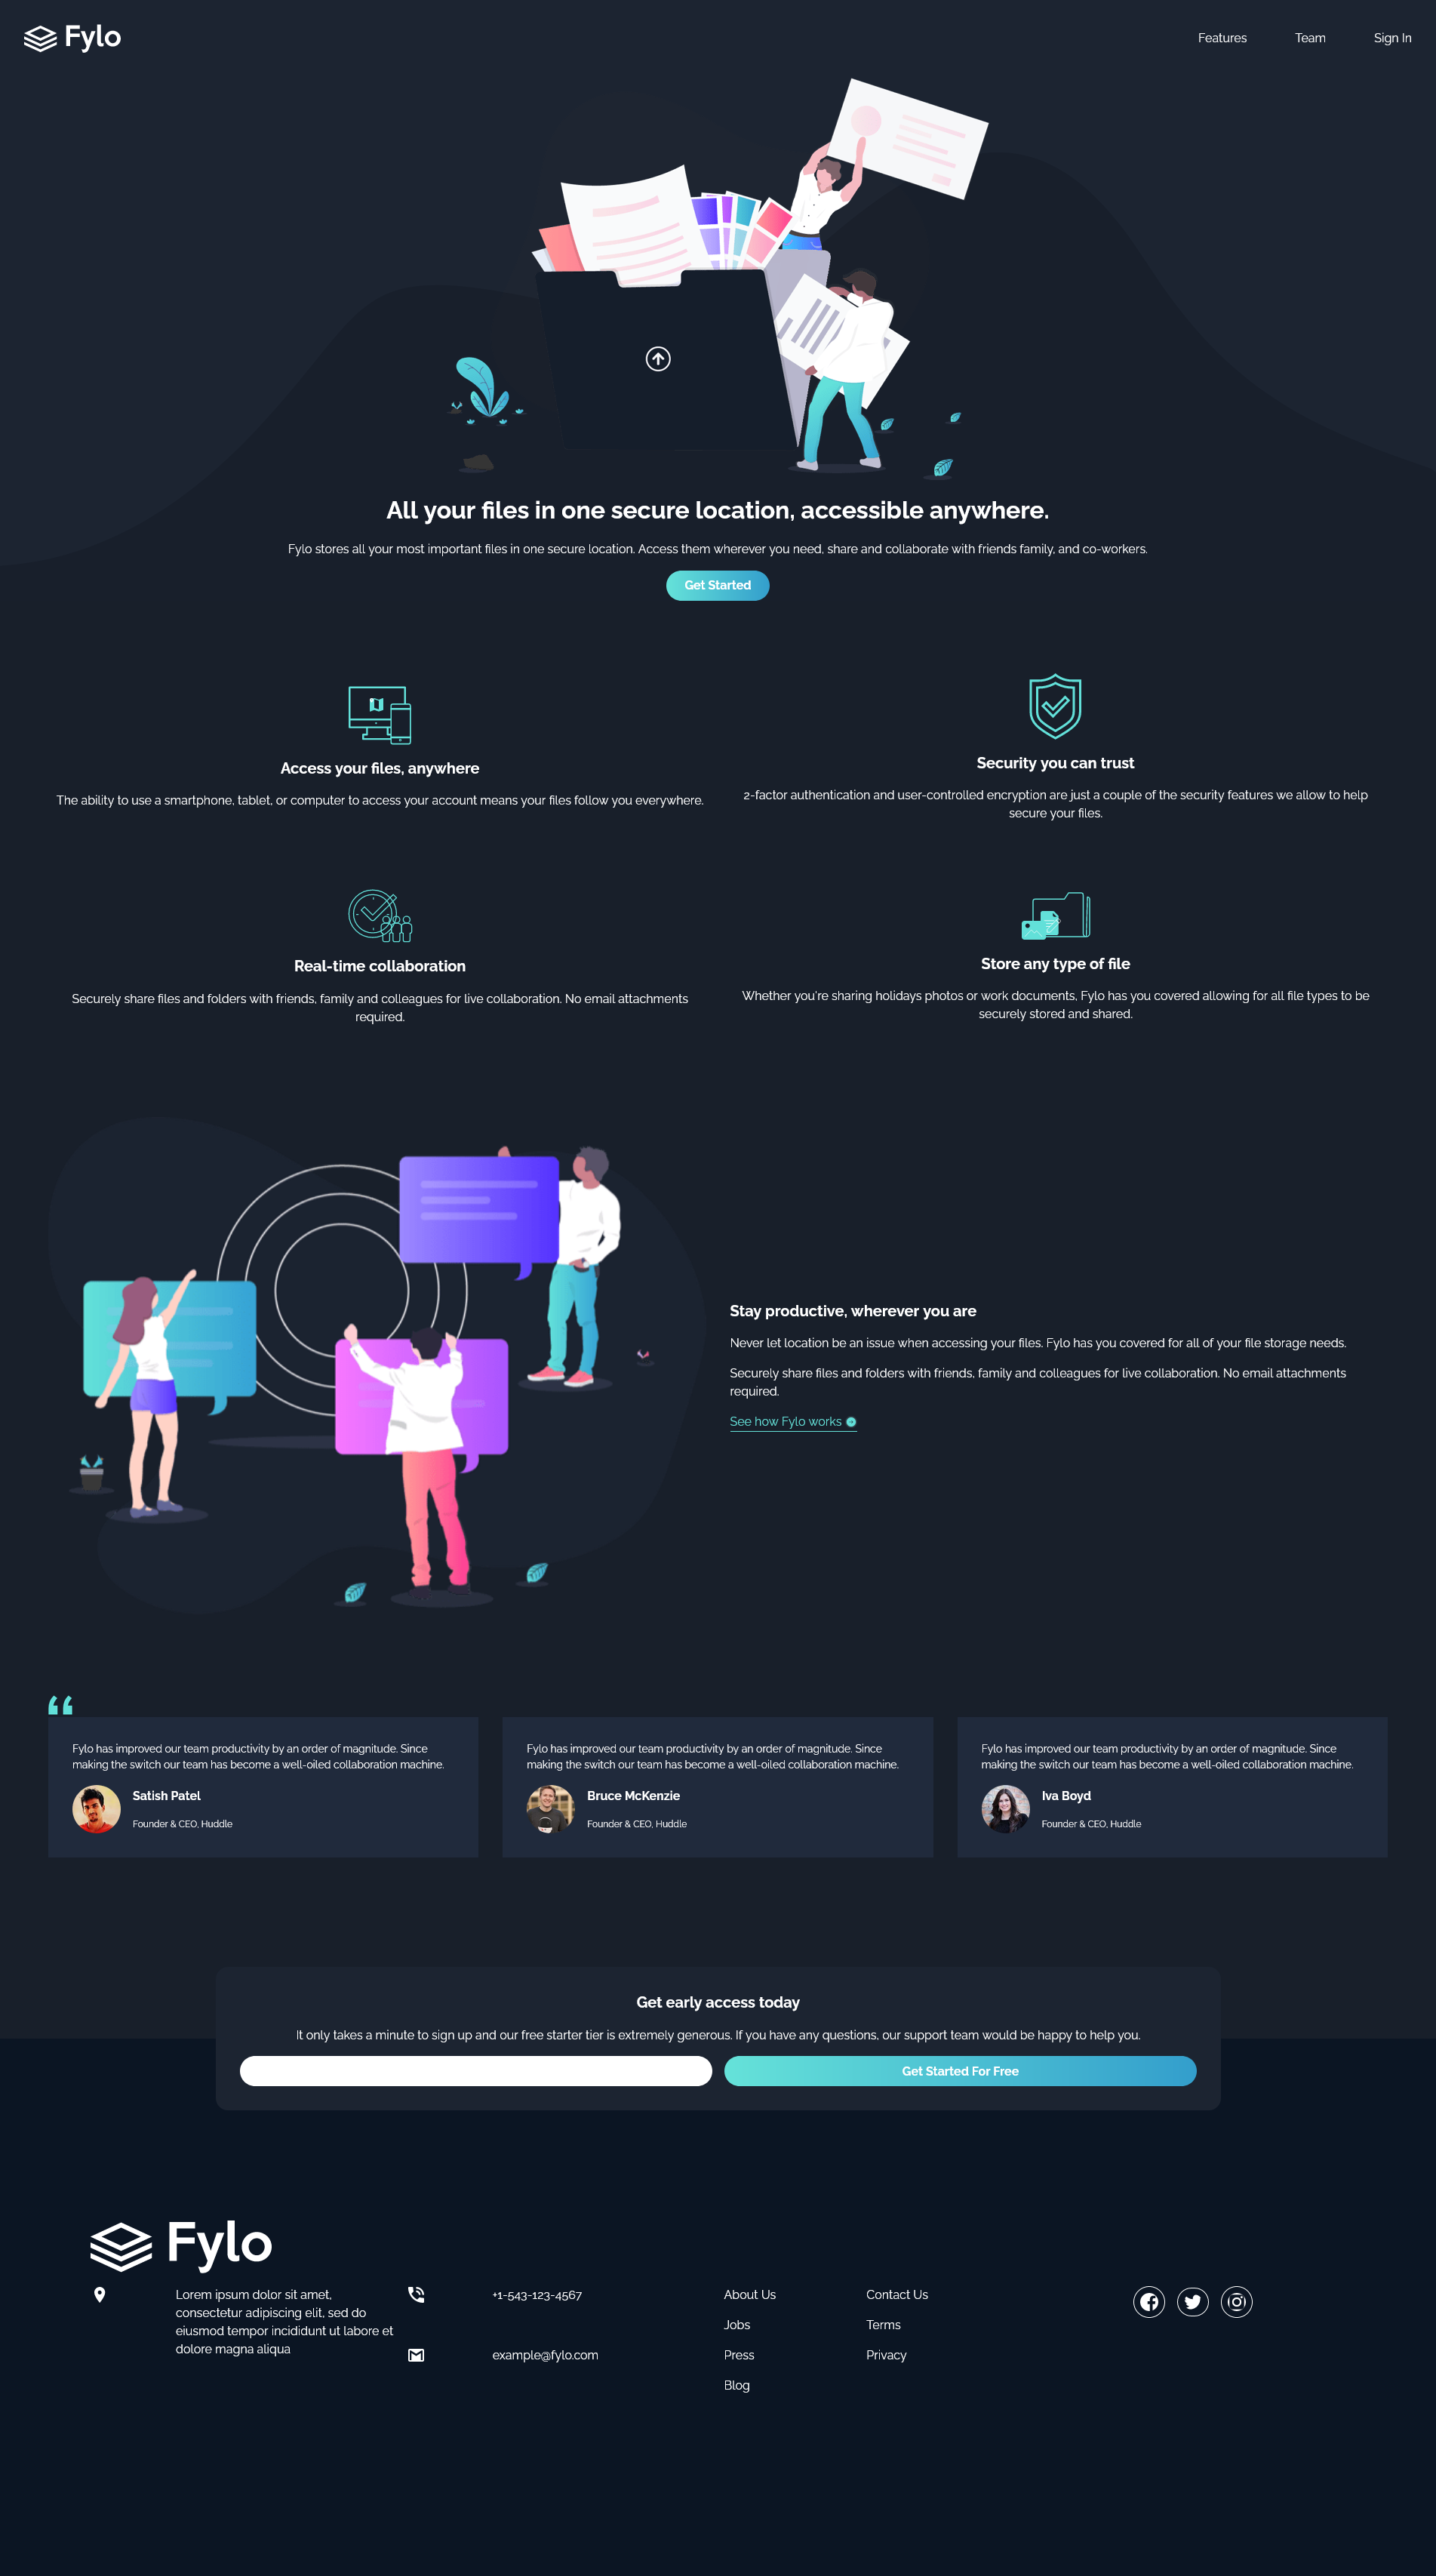 Fylo
Features Team Sign In
All your files in one secure location, accessible anywhere.
Fylo stores all your most important files in one secure location. Access them wherever you need, share and collaborate with friends family, and co-workers.
Get Started
Access your files, anywhere
The ability to use a smartphone, tablet, or computer to access your account means your files follow you everywhere.
Security you can trust
2-factor authentication and user-controlled encryption are just a couple of the security features we allow to help
secure your files.
Real-time collaboration
Securely share files and folders with friends, family and colleagues for live collaboration. No email attachments
required.
Store any type of file
Whether you're sharing holidays photos or work documents, Fylo has you covered allowing for all file types to be
securely stored and shared.
Stay productive, wherever you are
Never let location be an issue when accessing your files. Fylo has you covered for all of your file storage needs.
Securely share files and folders with friends, family and colleagues for live collaboration. No email attachments
required.
See how Fylo works
Fylo has improved our team productivity by an order of magnitude. Since
making the switch our team has become a well-oiled collaboration machine.
Satish Patel
Founder & CEO, Huddle
Fylo has improved our team productivity by an order of magnitude. Since
making the switch our team has become a well-oiled collaboration machine.
Bruce McKenzie
Founder & CEO, Huddle
Fylo has improved our team productivity by an order of magnitude. Since
making the switch our team has become a well-oiled collaboration machine.
Iva Boyd
Founder & CEO, Huddle
Get early access today
It only takes a minute to sign up and our free starter tier is extremely generous. If you have any questions, our support team would be happy to help you.
Get Started For Free
Fylo
Lorem ipsum dolor sit amet,
consectetur adipiscing elit, sed do
eiusmod tempor incididunt ut labore et
dolore magna aliqua
+1-543-123-4567
example@fylo.com
About Us
Jobs
Press
Blog
Contact Us
Terms
Privacy